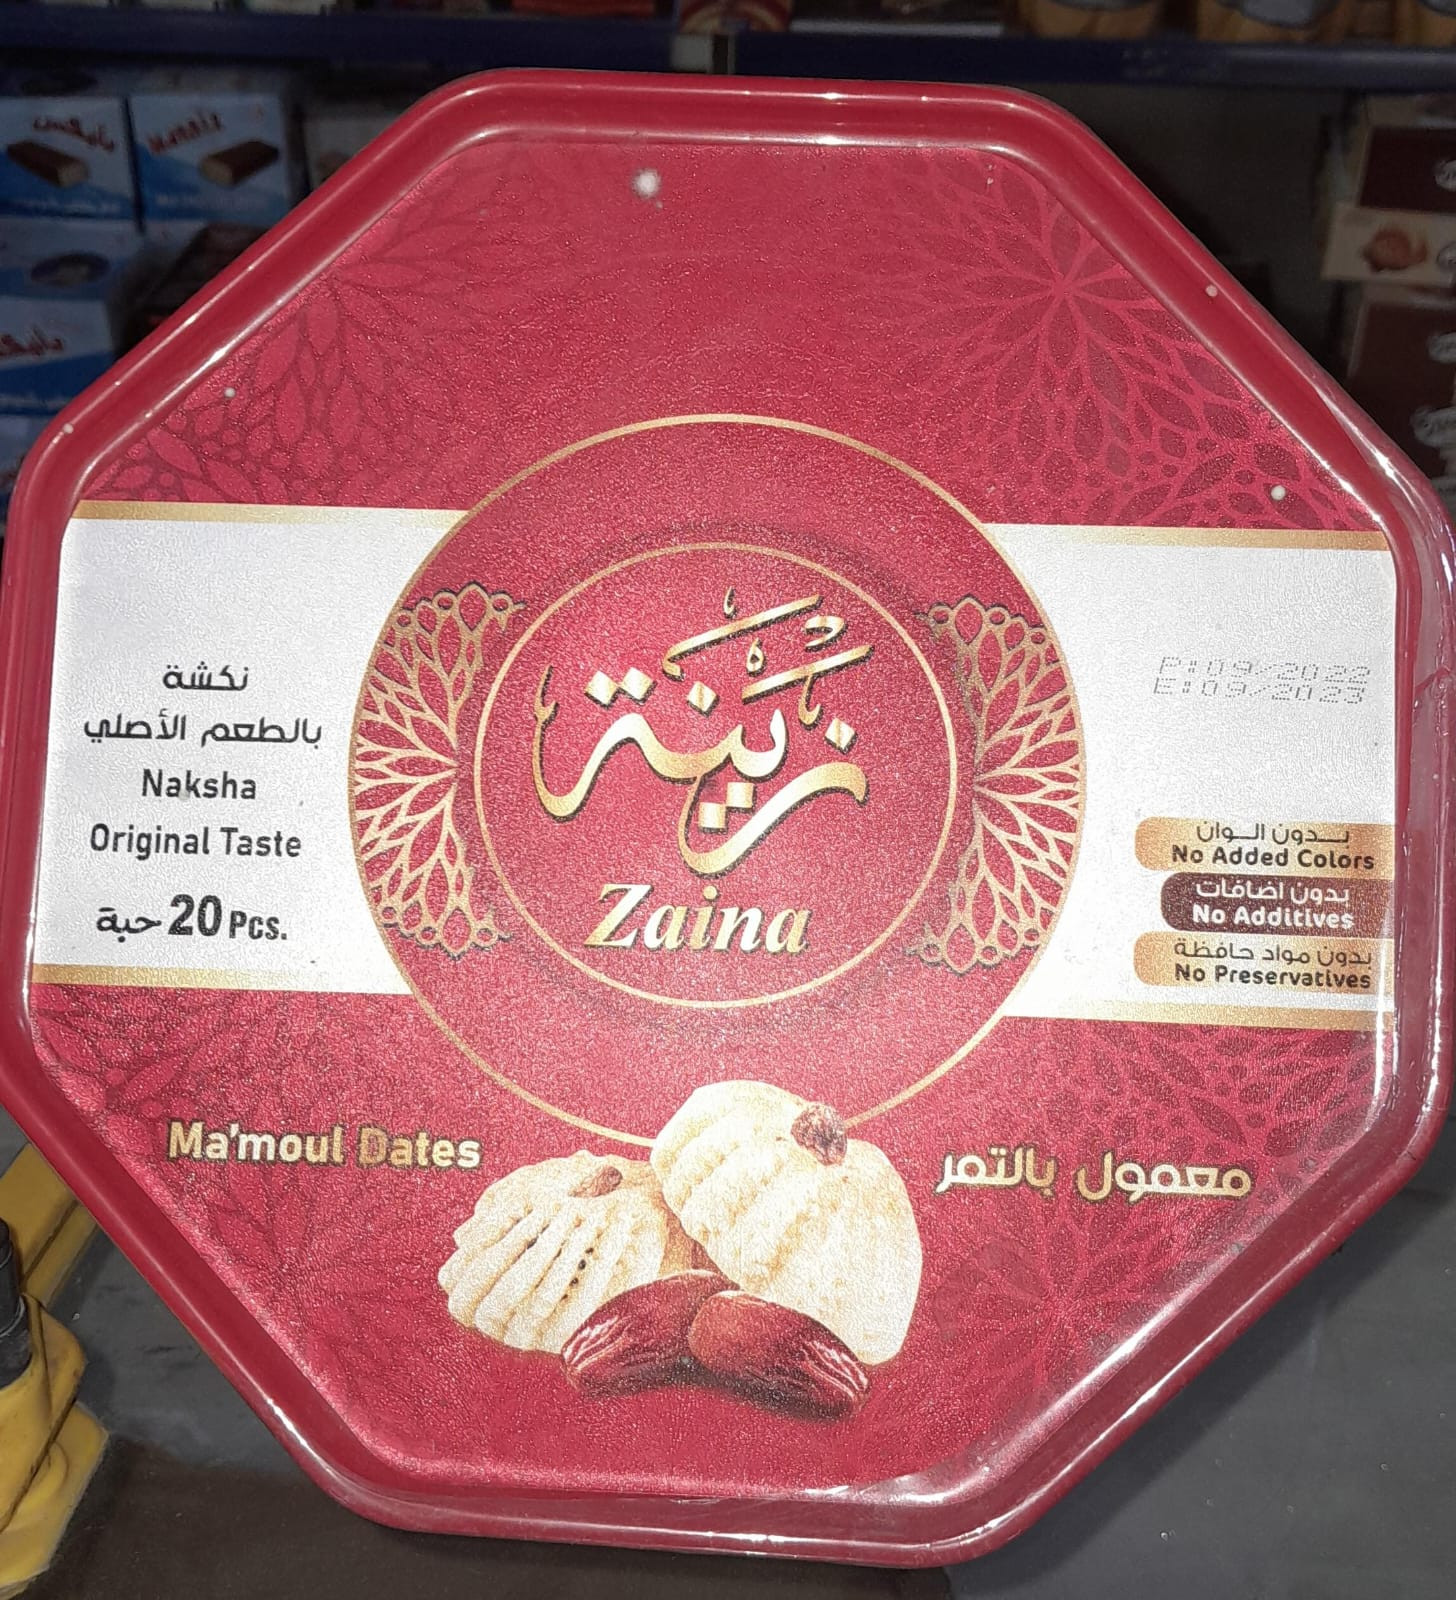 زينة
Zaina
نكشة
بالطعم الأصلي
Naksha
Original Taste
20 Pcs. حبة
P:09/2022
E:09/2023
بدون الوان
No Added Colors
بدون اضافات
No Additives
بدون مواد حافظة
No Preservatives
Ma'moul Dates
معمول بالتمر